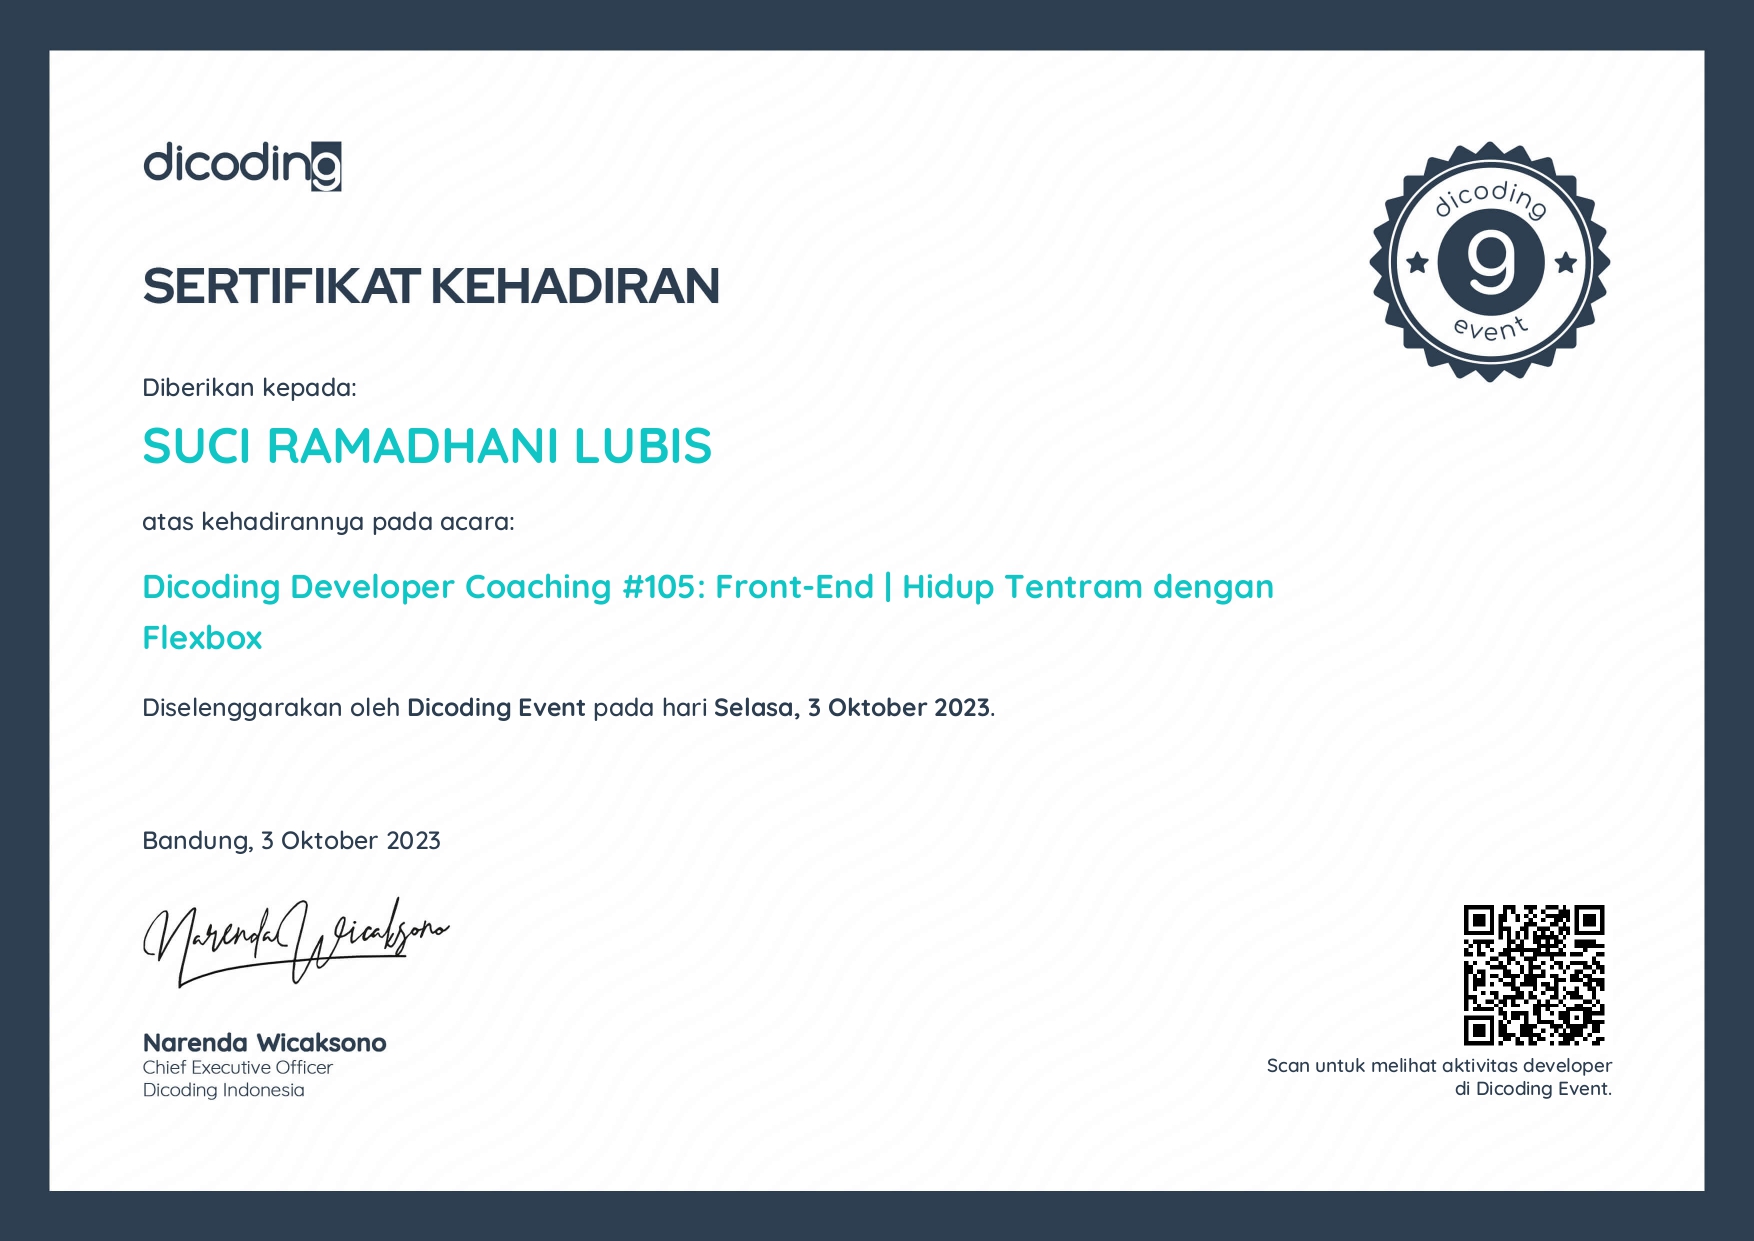 dicoding
dicoding
g
event
SERTIFIKAT KEHADIRAN
Diberikan kepada:
SUCI RAMADHANI LUBIS
atas kehadirannya pada acara:
Dicoding Developer Coaching #105: Front-End | Hidup Tentram dengan
Flexbox
Diselenggarakan oleh Dicoding Event pada hari Selasa, 3 Oktober 2023.
Bandung, 3 Oktober 2023
Narenda Wicaksono
Narenda Wicaksono
Chief Executive Officer
Dicoding Indonesia
Scan untuk melihat aktivitas developer
di Dicoding Event.